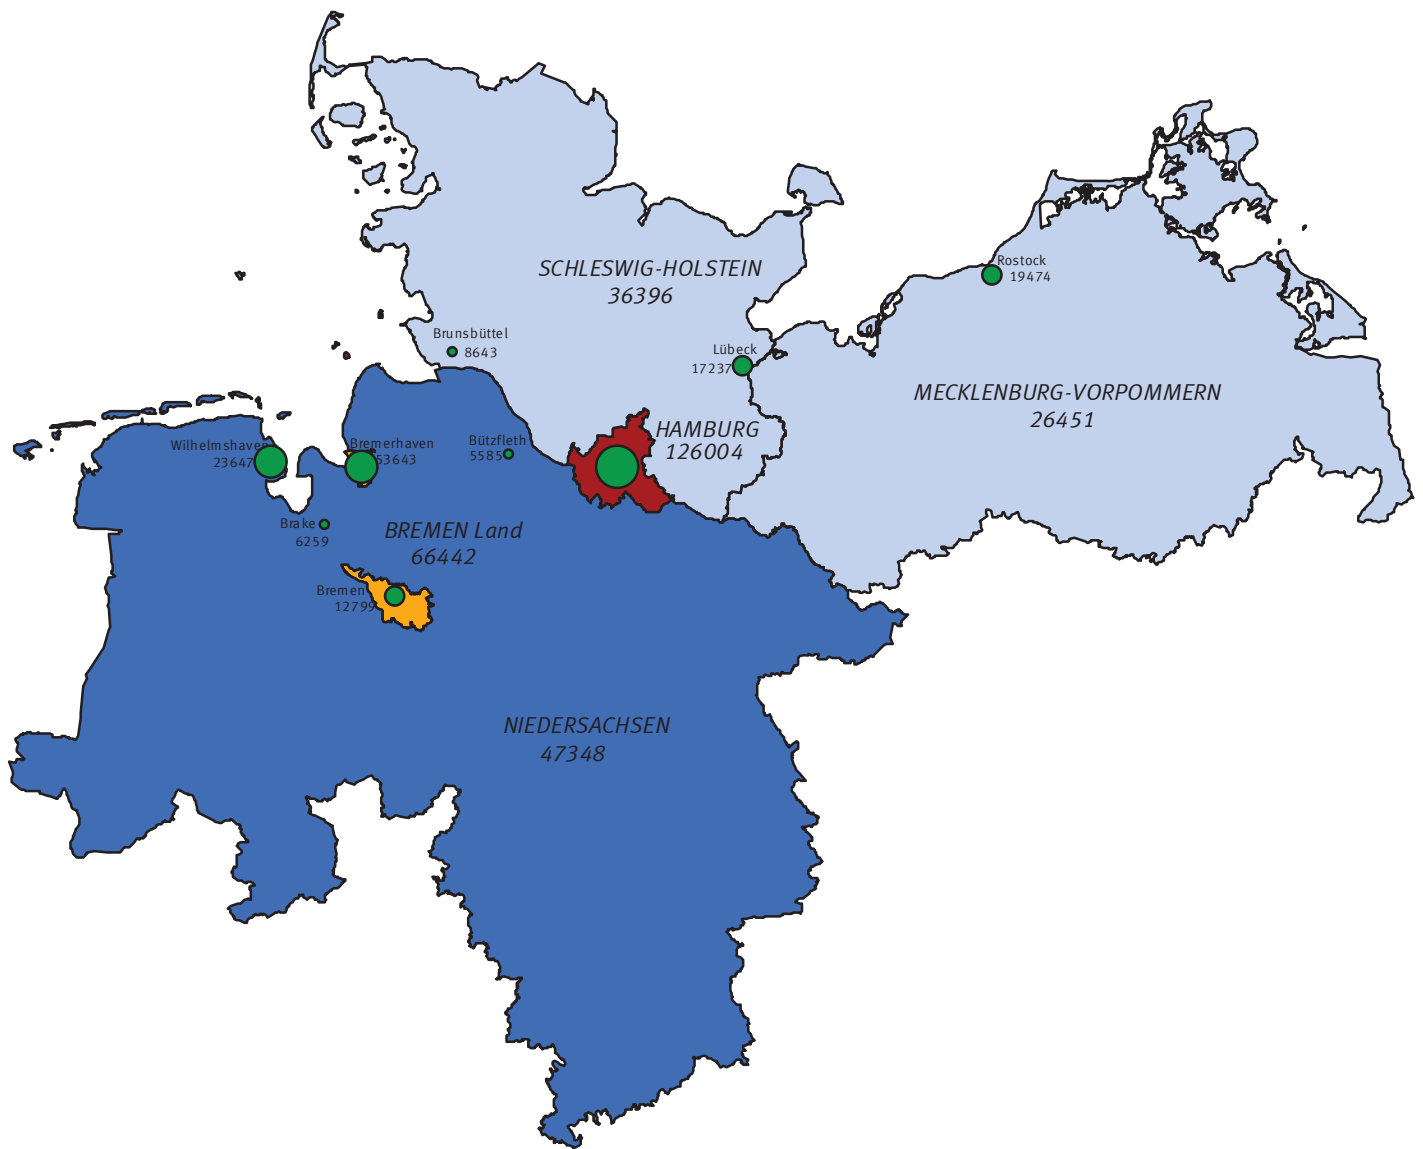 SCHLESWIG-HOLSTEIN
36396
Rostock
19474
Brunsbüttel
8643
Lübeck
17237
MECKLENBURG-VORPOMMERN
26451
HAMBURG
126004
Wilhelmshaven
23647
Bremerhaven
53643
Bützfleth
5585
Brake
6259
BREMEN Land
66442
Bremen
12799
NIEDERSACHSEN
47348